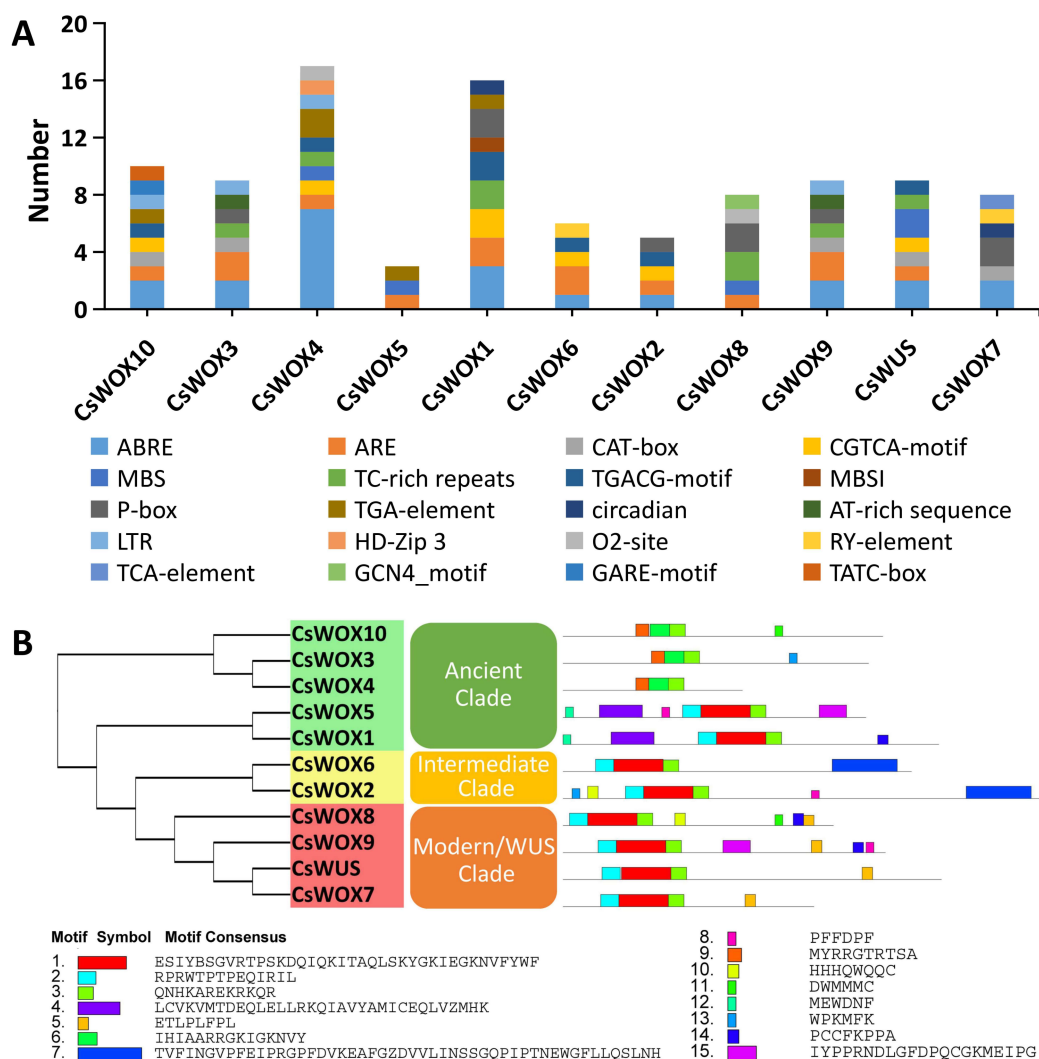 A
20
16
12
8
4
0
Number
CsWOX10 CsWOX3 CsWOX4 CsWOX5 CsWOX1 CsWOX6 CsWOX2 CsWOX8 CsWOX9 CsWUS CsWOX7
ABRE ARE CAT-box CGTCA-motif
MBS TC-rich repeats TGACG-motif MBSI
P-box TGA-element circadian AT-rich sequence
LTR HD-Zip 3 O2-site RY-element
TCA-element GCN4_motif GARE-motif TATC-box
B
CsWOX10
CsWOX3
CsWOX4
CsWOX5
CsWOX1
CsWOX6
CsWOX2
CsWOX8
CsWOX9
CsWUS
CsWOX7
Ancient
Clade
Intermediate
Clade
Modern/WUS
Clade
Motif Symbol Motif Consensus
1. ESIYBSGVRTPSKDQIQKITAQLSKYGKIEGKNVFYWF
2. RPRWTPTPEQIRIL
3. QNHKAREKRKQR
4. LCVKVMTDEQLELLRKQIAVYAMICEQLVZMHK
5. ETLPLFPL
6. IHIAARRGKIGKNVY
7. TVFINGVPFEIPRGPFDVKEAFGZDVVLINSSGQPIPTNEWGFLLQSLNH
8. PFFDPF
9. MYRRGTRTSA
10. HHHQWQQC
11. DWMMMC
12. MEWDNF
13. WPKMFK
14. PCCFKPPA
15. IYPPRNDLGFDPQCGKMEIPG